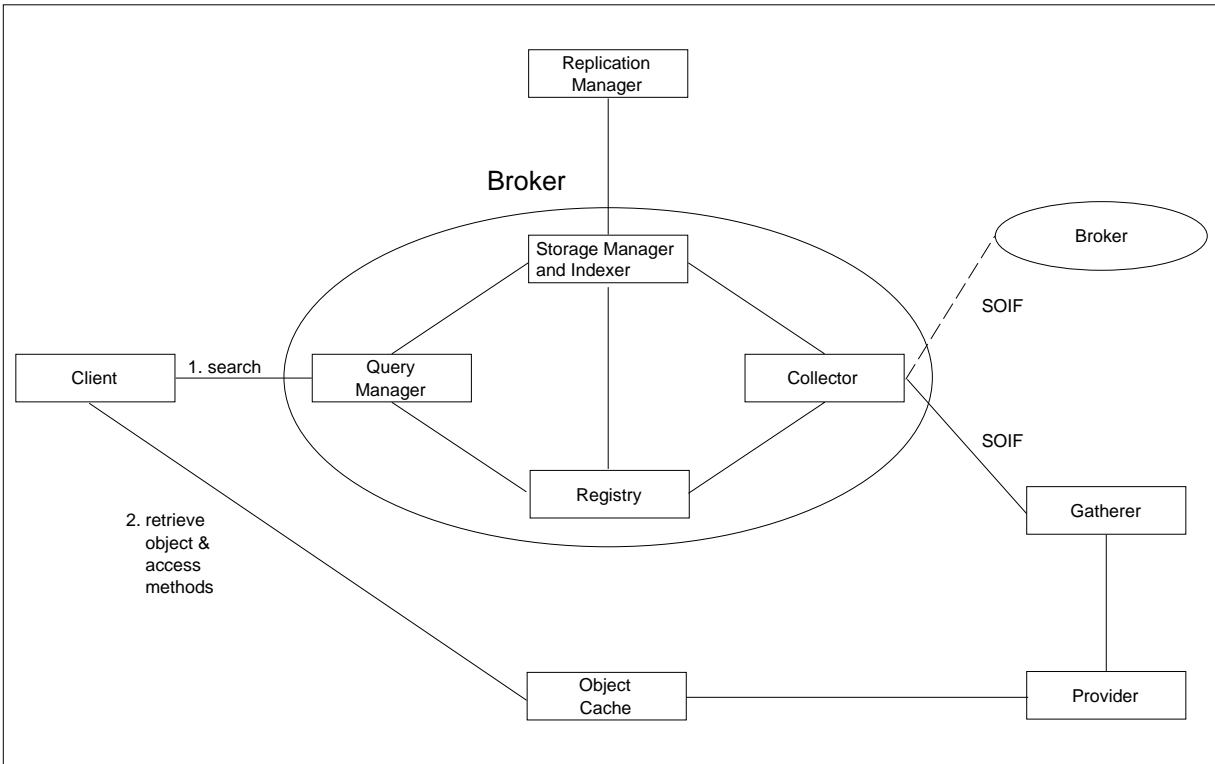 Replication
Manager
Broker
Storage Manager
and Indexer
Broker
SOIF
1. search
Client
Query
Manager
Collector
SOIF
Registry
Gatherer
2. retrieve
object &
access
methods
Object
Cache
Provider